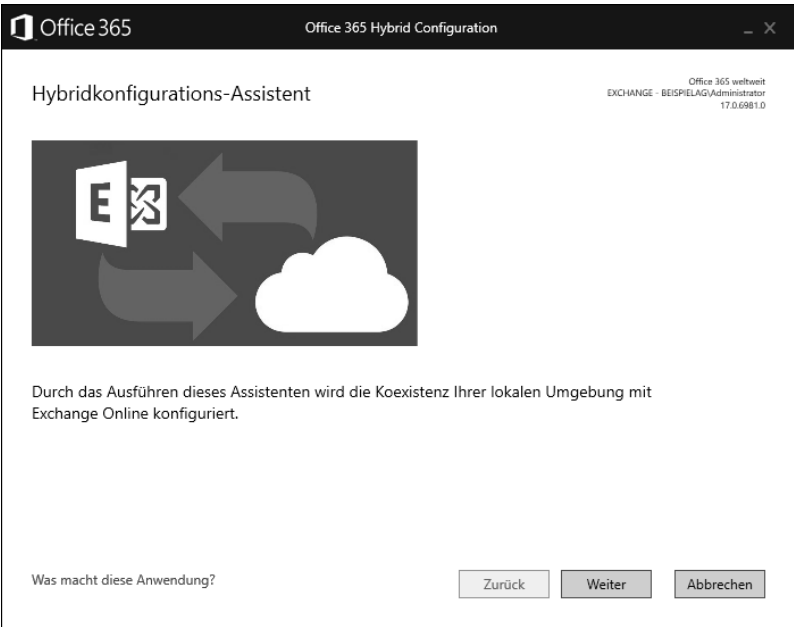 Office 365
Office 365 Hybrid Configuration
Hybridkonfigurations-Assistent
Office 365 weltweit
EXCHANGE - BEISPIELAG\Administrator
17.0.6981.0
E
Durch das Ausführen dieses Assistenten wird die Koexistenz Ihrer lokalen Umgebung mit
Exchange Online konfiguriert.
Was macht diese Anwendung?
Zurück
Weiter
Abbrechen